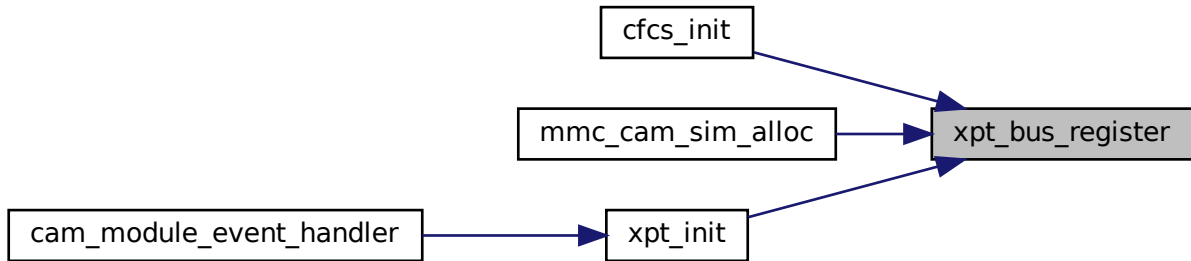 cfcs_init
mmc_cam_sim_alloc
xpt_bus_register
cam_module_event_handler
xpt_init